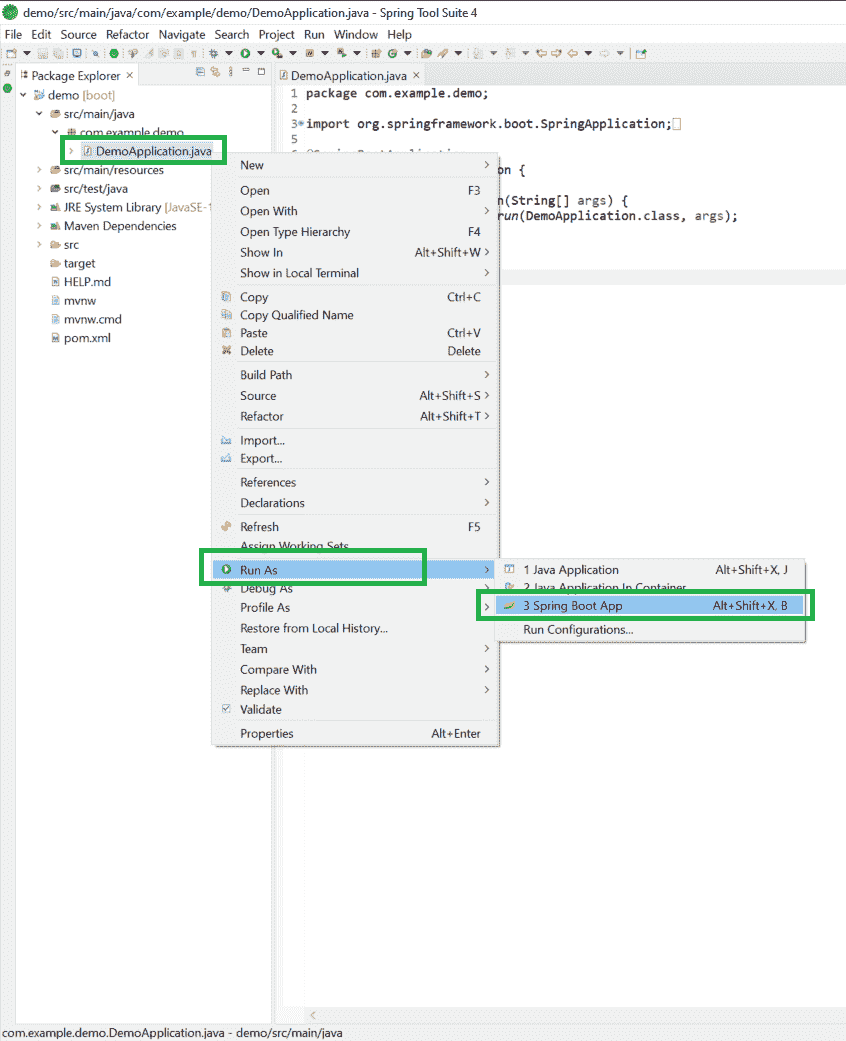 demo/src/main/java/com/example/demo/DemoApplication.java - Spring Tool Suite 4
File Edit Source Refactor Navigate Search Project Run Window Help
Package Explorer
demo [boot]
src/main/java
com.example.demo
DemoApplication.java
src/main/resources
src/test/java
JRE System Library [JavaSE-1
Maven Dependencies
src
target
HELP.md
mvnw
mvnw.cmd
pom.xml
DemoApplication.java
1 package com.example.demo;
2
3 import org.springframework.boot.SpringApplication;
5
on {
n(String[] args) {
run(DemoApplication.class, args);
New
Open F3
Open With
Open Type Hierarchy F4
Show In Alt+Shift+W
Show in Local Terminal
Copy Ctrl+C
Copy Qualified Name
Paste Ctrl+V
Delete Delete
Build Path
Source Alt+Shift+S
Refactor Alt+Shift+T
Import...
Export...
References
Declarations
Refresh F5
Assign Working Sets...
Run As
Debug As
Profile As
Restore from Local History...
Team
Compare With
Replace With
Validate
Properties Alt+Enter
1 Java Application Alt+Shift+X, J
2 Java Application In Container
3 Spring Boot App Alt+Shift+X, B
Run Configurations...
com.example.demo.DemoApplication.java - demo/src/main/java